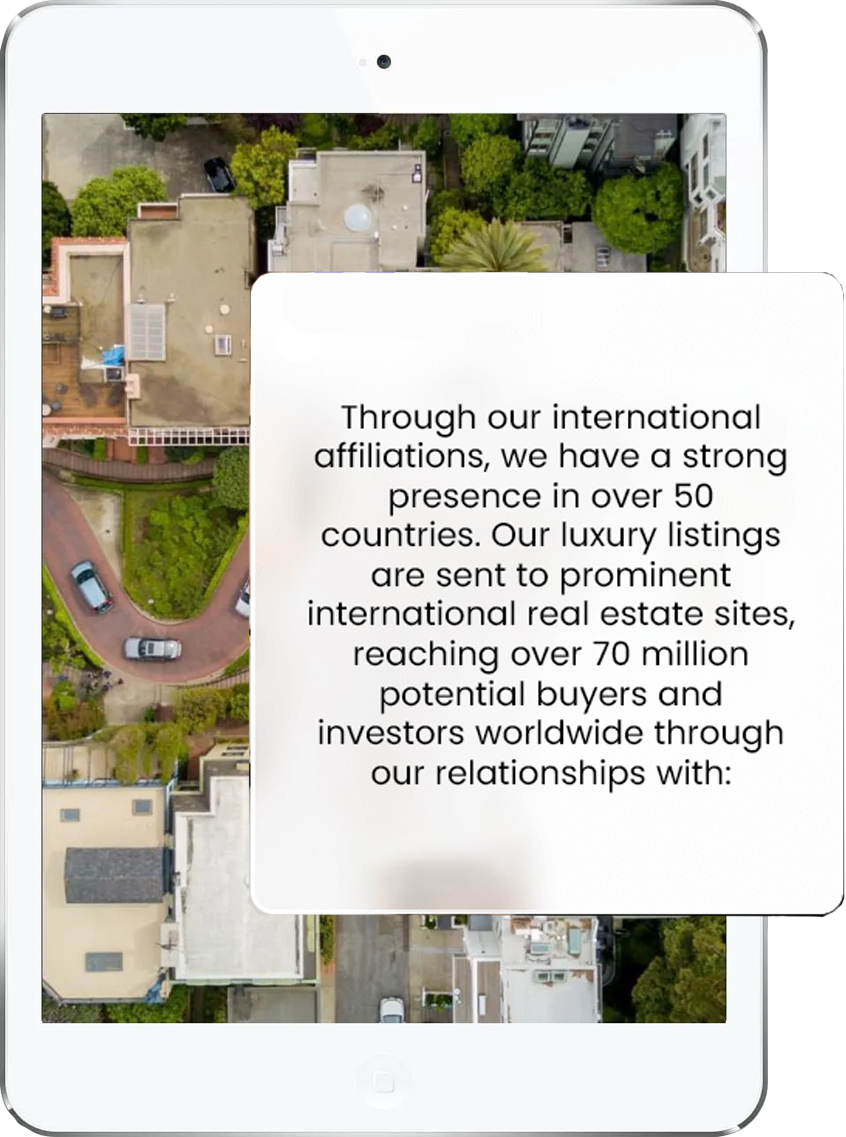 Through our international
affiliations, we have a strong
presence in over 50
countries. Our luxury listings
are sent to prominent
international real estate sites,
reaching over 70 million
potential buyers and
investors worldwide through
our relationships with: